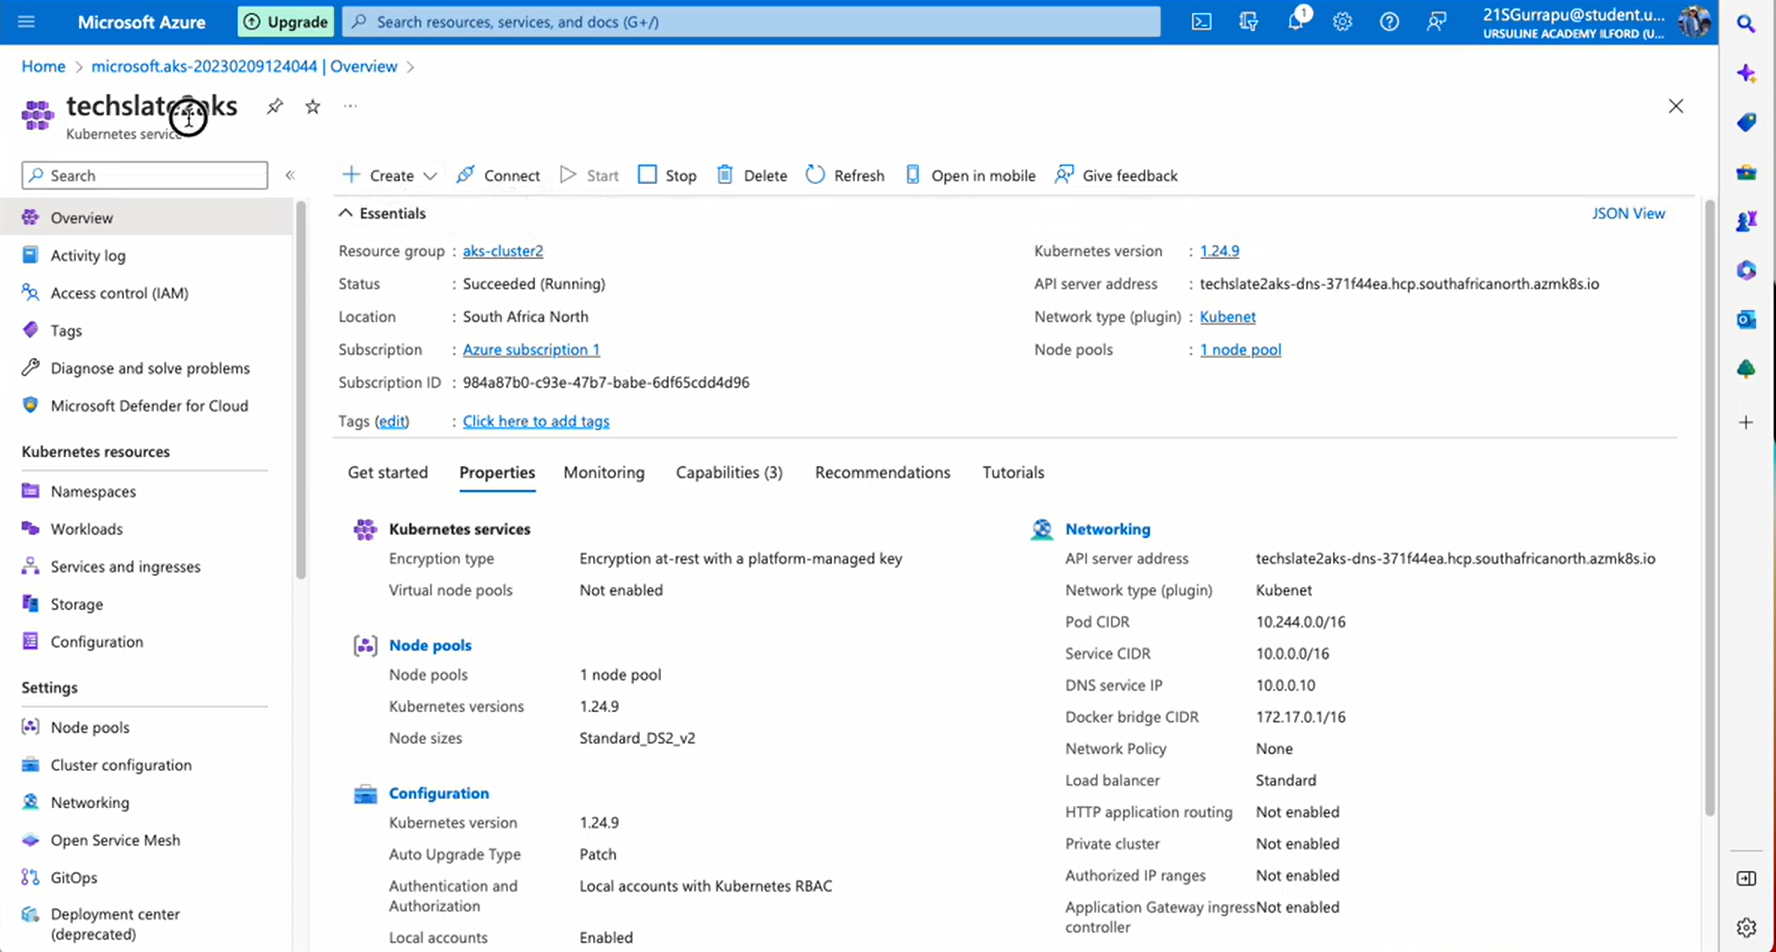 Microsoft Azure
Upgrade
Search resources, services, and docs (G+/)
1
21SGurrapu@student.u...
URSULINE ACADEMY ILFORD (U...
Home > microsoft.aks-20230209124044 | Overview >
techslate2aks
Kubernetes service
Search
Create
Connect
Start
Stop
Delete
Refresh
Open in mobile
Give feedback
Overview
Activity log
Access control (IAM)
Tags
Diagnose and solve problems
Microsoft Defender for Cloud
Kubernetes resources
Namespaces
Workloads
Services and ingresses
Storage
Configuration
Settings
Node pools
Cluster configuration
Networking
Open Service Mesh
GitOps
Deployment center
(deprecated)
Essentials
JSON View
Resource group : aks-cluster2
Status : Succeeded (Running)
Location : South Africa North
Subscription : Azure subscription 1
Subscription ID : 984a87b0-c93e-47b7-babe-6df65cdd4d96
Tags (edit) : Click here to add tags
Kubernetes version : 1.24.9
API server address : techslate2aks-dns-371f44ea.hcp.southafricanorth.azmk8s.io
Network type (plugin) : Kubenet
Node pools : 1 node pool
Get started
Properties
Monitoring
Capabilities (3)
Recommendations
Tutorials
Kubernetes services
Encryption type Encryption at-rest with a platform-managed key
Virtual node pools Not enabled
Node pools
Node pools 1 node pool
Kubernetes versions 1.24.9
Node sizes Standard_DS2_v2
Configuration
Kubernetes version 1.24.9
Auto Upgrade Type Patch
Authentication and Local accounts with Kubernetes RBAC
Authorization
Local accounts Enabled
Networking
API server address techslate2aks-dns-371f44ea.hcp.southafricanorth.azmk8s.io
Network type (plugin) Kubenet
Pod CIDR 10.244.0.0/16
Service CIDR 10.0.0.0/16
DNS service IP 10.0.0.10
Docker bridge CIDR 172.17.0.1/16
Network Policy None
Load balancer Standard
HTTP application routing Not enabled
Private cluster Not enabled
Authorized IP ranges Not enabled
Application Gateway ingress Not enabled
controller